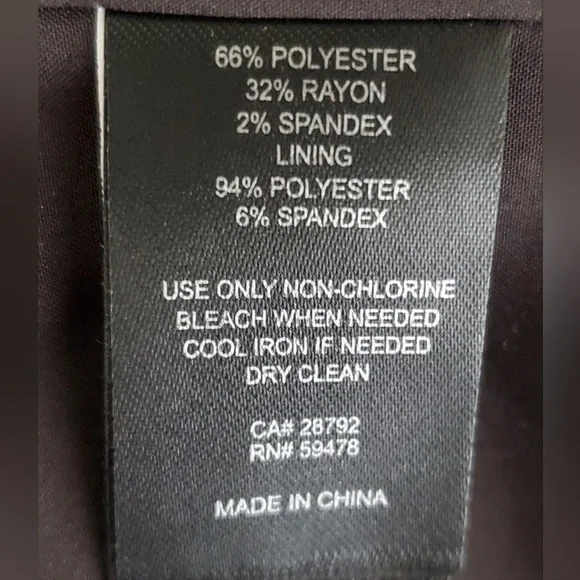 66% POLYESTER
32% RAYON
2% SPANDEX
LINING
94% POLYESTER
6% SPANDEX
USE ONLY NON-CHLORINE
BLEACH WHEN NEEDED
COOL IRON IF NEEDED
DRY CLEAN
CA# 28792
RN# 59478
MADE IN CHINA